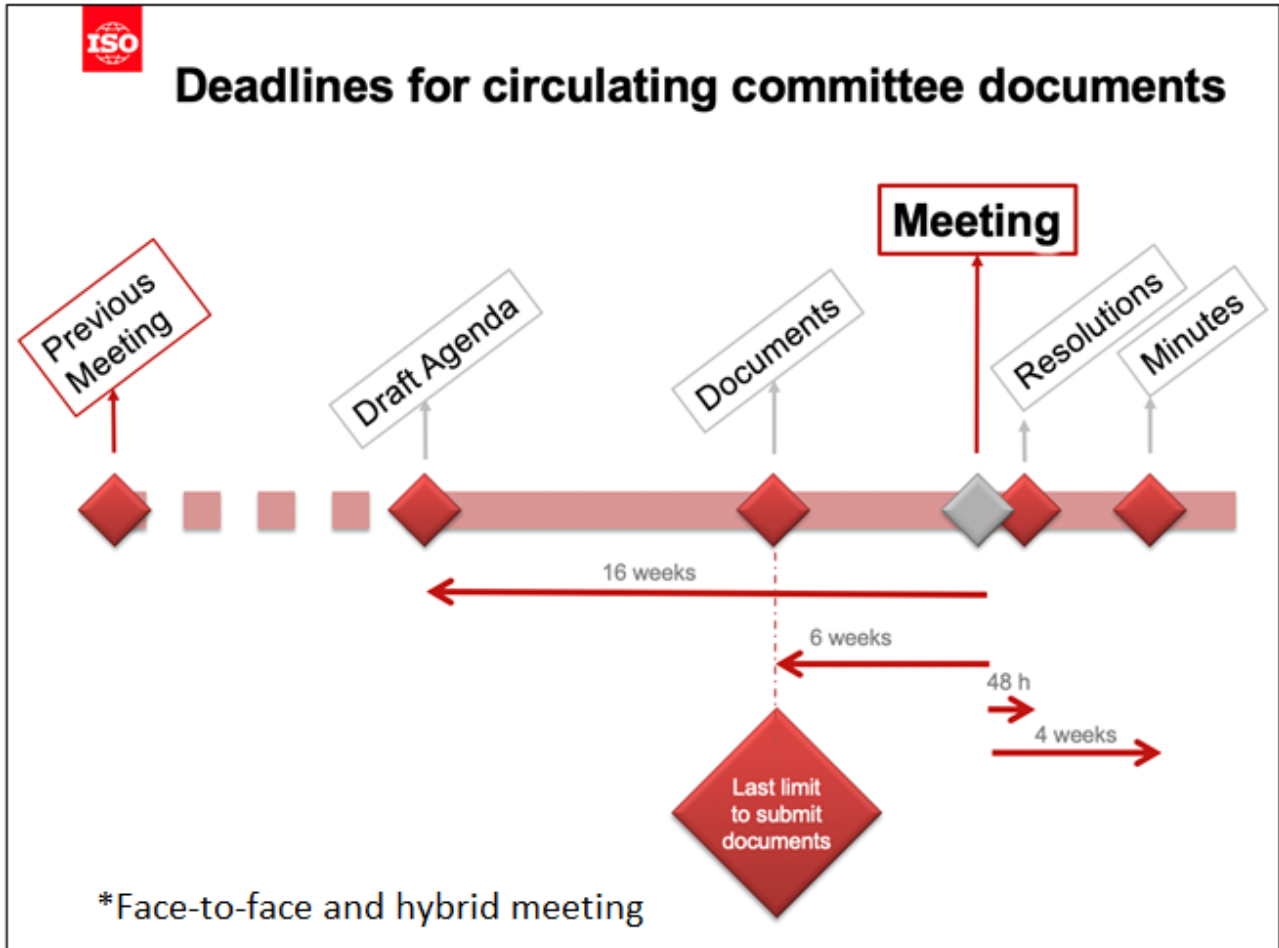 ISO
Deadlines for circulating committee documents
Previous
Meeting
Draft Agenda
Documents
Meeting
Resolutions
Minutes
16 weeks
6 weeks
48 h
4 weeks
Last limit
to submit
documents
*Face-to-face and hybrid meeting